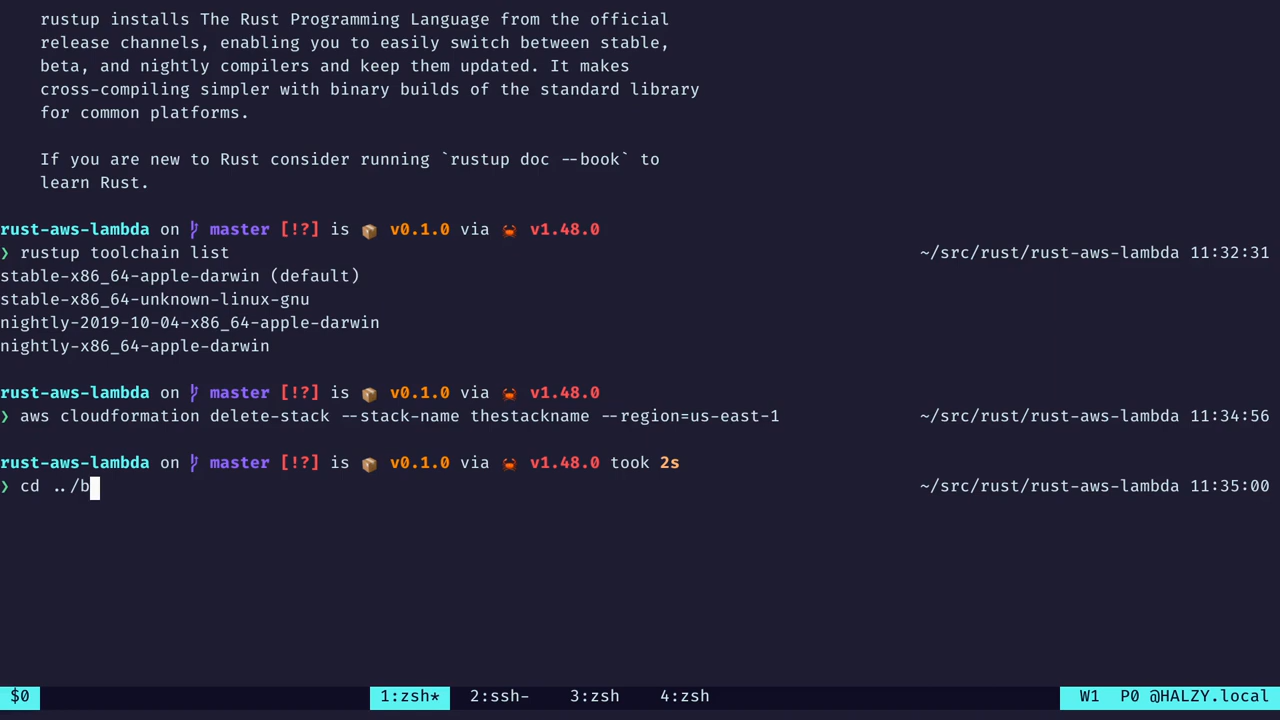 rustup installs The Rust Programming Language from the official
release channels, enabling you to easily switch between stable,
beta, and nightly compilers and keep them updated. It makes
cross-compiling simpler with binary builds of the standard library
for common platforms.
If you are new to Rust consider running `rustup doc --book` to
learn Rust.
rust-aws-lambda on master [!?] is 📦 v0.1.0 via 🦀 v1.48.0
❯ rustup toolchain list ~/src/rust/rust-aws-lambda 11:32:31
stable-x86_64-apple-darwin (default)
stable-x86_64-unknown-linux-gnu
nightly-2019-10-04-x86_64-apple-darwin
nightly-x86_64-apple-darwin
rust-aws-lambda on master [!?] is 📦 v0.1.0 via 🦀 v1.48.0
❯ aws cloudformation delete-stack --stack-name thestackname --region=us-east-1 ~/src/rust/rust-aws-lambda 11:34:56
rust-aws-lambda on master [!?] is 📦 v0.1.0 via 🦀 v1.48.0 took 2s
❯ cd ../b ~/src/rust/rust-aws-lambda 11:35:00
$0 1:zsh* 2:ssh- 3:zsh 4:zsh W1 P0 @HALZY.local